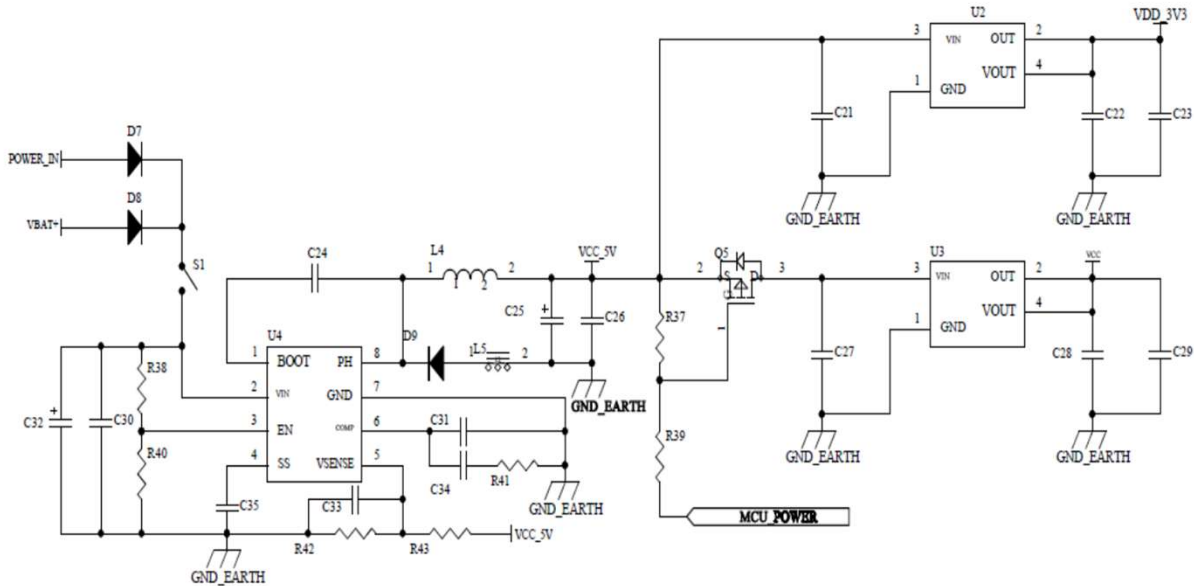 U2
VDD_3V3
3
VIN
OUT
2
VOUT
4
1
GND
C21
C22
C23
GND_EARTH
GND_EARTH
D7
POWER_IN
D8
VBAT+
S1
C24
L4
1
2
1
2
VCC_5V
C25
+
C26
D9
1
L5
2
GND_EARTH
Q5
2
S
D
3
G
1
R37
R39
MCU_POWER
U3
VCC
3
VIN
OUT
2
VOUT
4
1
GND
C27
C28
C29
GND_EARTH
GND_EARTH
U4
1
BOOT
PH
8
2
VIN
GND
7
3
EN
COMP
6
4
SS
VSENSE
5
R38
R40
C32
+
C30
C35
C31
C34
R41
GND_EARTH
C33
R42
R43
VCC_5V
GND_EARTH